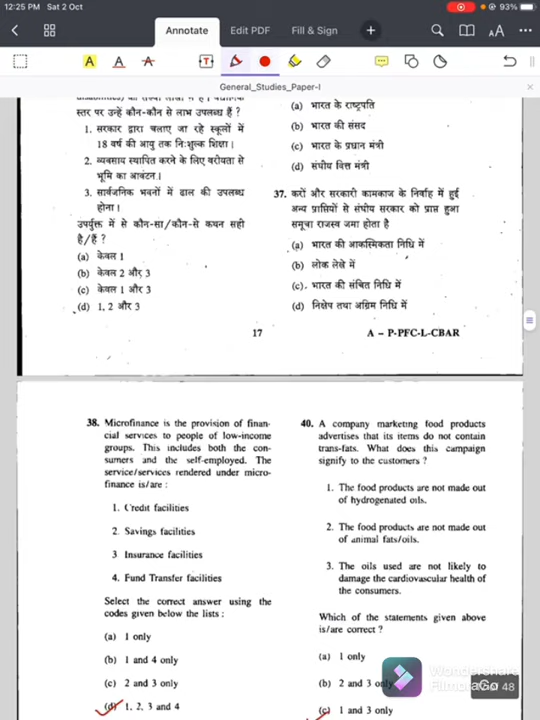 12:25 PM Sat 2 Oct
93%
Annotate
Edit PDF
Fill & Sign
General_Studies_Paper-I
स्तर पर उन्हें कौन-कौन से लाभ उपलब्ध हैं ?
1. सरकार द्वारा चलाए जा रहे स्कूलों में
18 वर्ष की आयु तक निःशुल्क शिक्षा।
2. व्यवसाय स्थापित करने के लिए वरीयता से
भूमि का आवंटन।
3. सार्वजनिक भवनों में ढाल की उपलब्ध
होना।
उपर्युक्त में से कौन-सा/कौन-से कथन सही
है/हैं ?
(a) केवल 1
(b) केवल 2 और 3
(c) केवल 1 और 3
(d) 1, 2 और 3
(a) भारत के राष्ट्रपति
(b) भारत की संसद
(c) भारत के प्रधान मंत्री
(d) संघीय वित्त मंत्री
37. करों और सरकारी कामकाज के निर्वाह में हुई
अन्य प्राप्तियों से संघीय सरकार को प्राप्त हुआ
समूचा राजस्व जमा होता है
(a) भारत की आकस्मिकता निधि में
(b) लोक लेखे में
(c) भारत की संचित निधि में
(d) निक्षेप तथा अग्रिम निधि में
17
A – P-PFC-L-CBAR
38. Microfinance is the provision of finan-
cial services to people of low-income
groups. This includes both the con-
sumers and the self-employed. The
service/services rendered under micro-
finance is/are :
1. Credit facilities
2. Savings facilities
3 Insurance facilities
4. Fund Transfer facilities
Select the correct answer using the
codes given below the lists :
(a) 1 only
(b) 1 and 4 only
(c) 2 and 3 only
(d) 1, 2, 3 and 4
40. A company marketing food products
advertises that its items do not contain
trans-fats. What does this campaign
signify to the customers ?
1. The food products are not made out
of hydrogenated oils.
2. The food products are not made out
of animal fats/oils.
3. The oils used are not likely to
damage the cardiovascular health of
the consumers.
Which of the statements given above
is/are correct ?
(a) 1 only
(b) 2 and 3 only
(c) 1 and 3 only
Wondershare
Filmora
Go
48